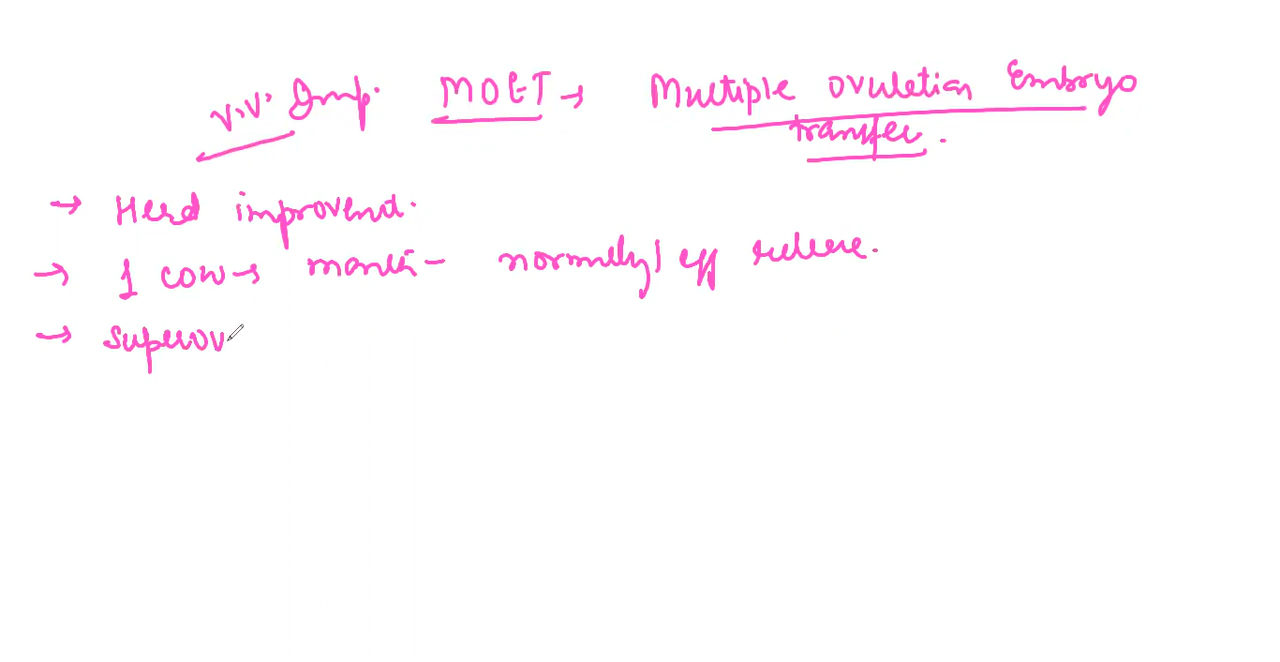 v.v. Imp. MOET → Multiple ovulation Embryo
transfer.
→ Herd improvement.
→ 1 cow → month - normally 1 egg release.
→ Superov